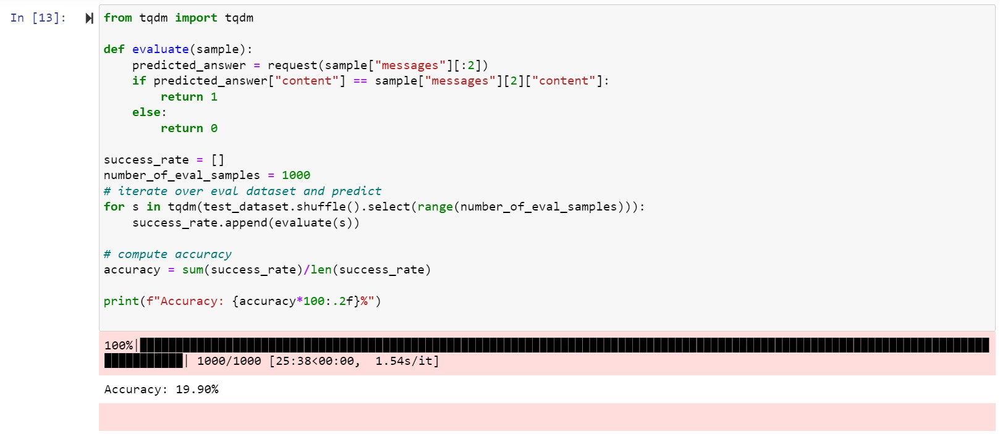 In [13]:
from tqdm import tqdm
def evaluate(sample):
    predicted_answer = request(sample["messages"][:2])
    if predicted_answer["content"] == sample["messages"][2]["content"]:
        return 1
    else:
        return 0
success_rate = []
number_of_eval_samples = 1000
# iterate over eval dataset and predict
for s in tqdm(test_dataset.shuffle().select(range(number_of_eval_samples))):
    success_rate.append(evaluate(s))
# compute accuracy
accuracy = sum(success_rate)/len(success_rate)
print(f"Accuracy: {accuracy*100:.2f}%")
100%|
| 1000/1000 [25:38<00:00,  1.54s/it]
Accuracy: 19.90%